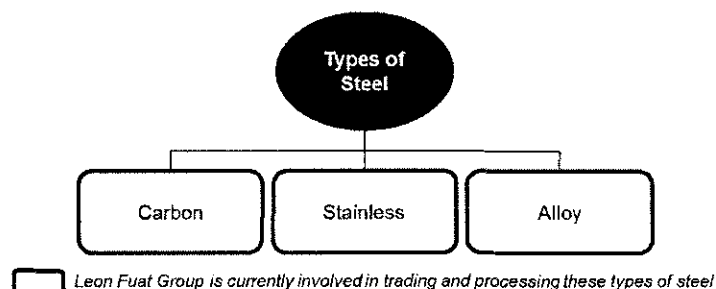 Types of
Steel
Carbon
Stainless
Alloy
Leon Fuat Group is currently involved in trading and processing these types of steel